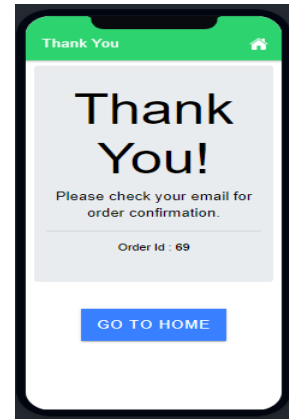 Thank You
Thank
You!
Please check your email for
order confirmation.
Order Id : 69
GO TO HOME